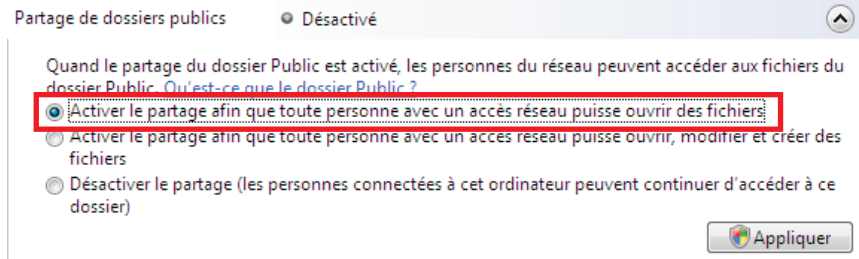 Partage de dossiers publics Désactivé
Quand le partage du dossier Public est activé, les personnes du réseau peuvent accéder aux fichiers du
dossier Public. Qu'est-ce que le dossier Public ?
Activer le partage afin que toute personne avec un accès réseau puisse ouvrir des fichiers
Activer le partage afin que toute personne avec un accès réseau puisse ouvrir, modifier et créer des
fichiers
Désactiver le partage (les personnes connectées à cet ordinateur peuvent continuer d'accéder à ce
dossier)
Appliquer